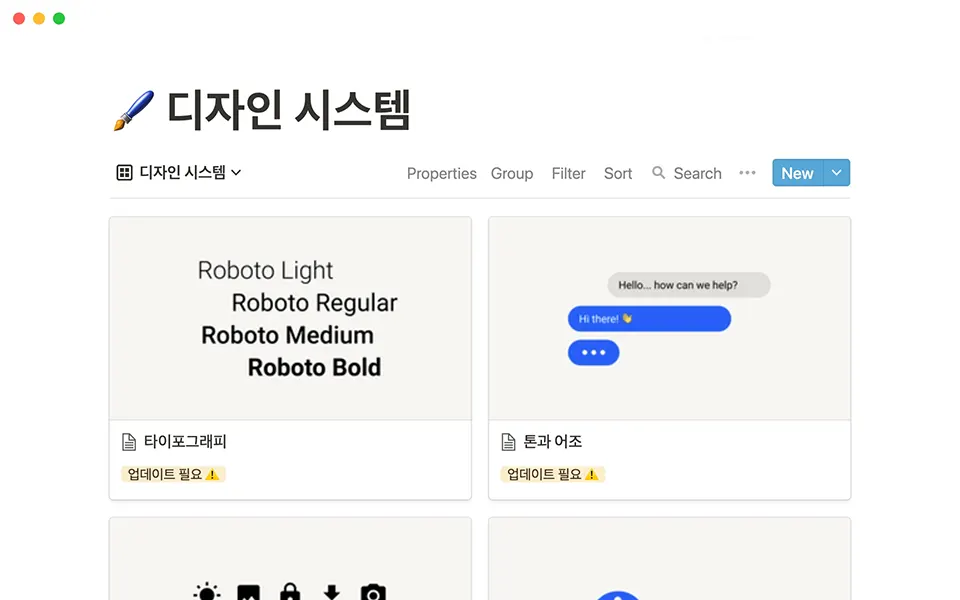 디자인 시스템
디자인 시스템 Properties Group Filter Sort Search ••• New
Roboto Light
Roboto Regular
Roboto Medium
Roboto Bold
타이포그래피
업데이트 필요 ⚠️
Hello... how can we help?
Hi there! 👋
톤과 어조
업데이트 필요 ⚠️